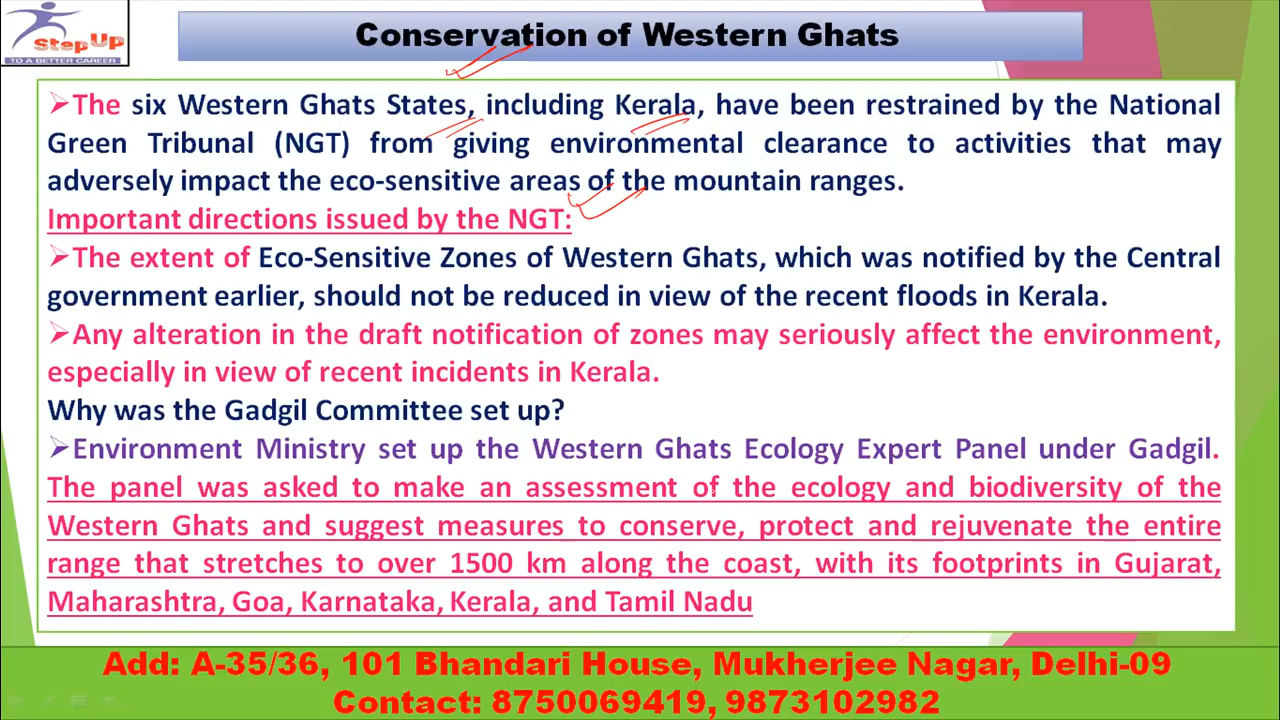 Step Up
TO A BETTER CAREER
Conservation of Western Ghats
➢The six Western Ghats States, including Kerala, have been restrained by the National
Green Tribunal (NGT) from giving environmental clearance to activities that may
adversely impact the eco-sensitive areas of the mountain ranges.
Important directions issued by the NGT:
➢The extent of Eco-Sensitive Zones of Western Ghats, which was notified by the Central
government earlier, should not be reduced in view of the recent floods in Kerala.
➢Any alteration in the draft notification of zones may seriously affect the environment,
especially in view of recent incidents in Kerala.
Why was the Gadgil Committee set up?
➢Environment Ministry set up the Western Ghats Ecology Expert Panel under Gadgil.
The panel was asked to make an assessment of the ecology and biodiversity of the
Western Ghats and suggest measures to conserve, protect and rejuvenate the entire
range that stretches to over 1500 km along the coast, with its footprints in Gujarat,
Maharashtra, Goa, Karnataka, Kerala, and Tamil Nadu
Add: A-35/36, 101 Bhandari House, Mukherjee Nagar, Delhi-09
Contact: 8750069419, 9873102982